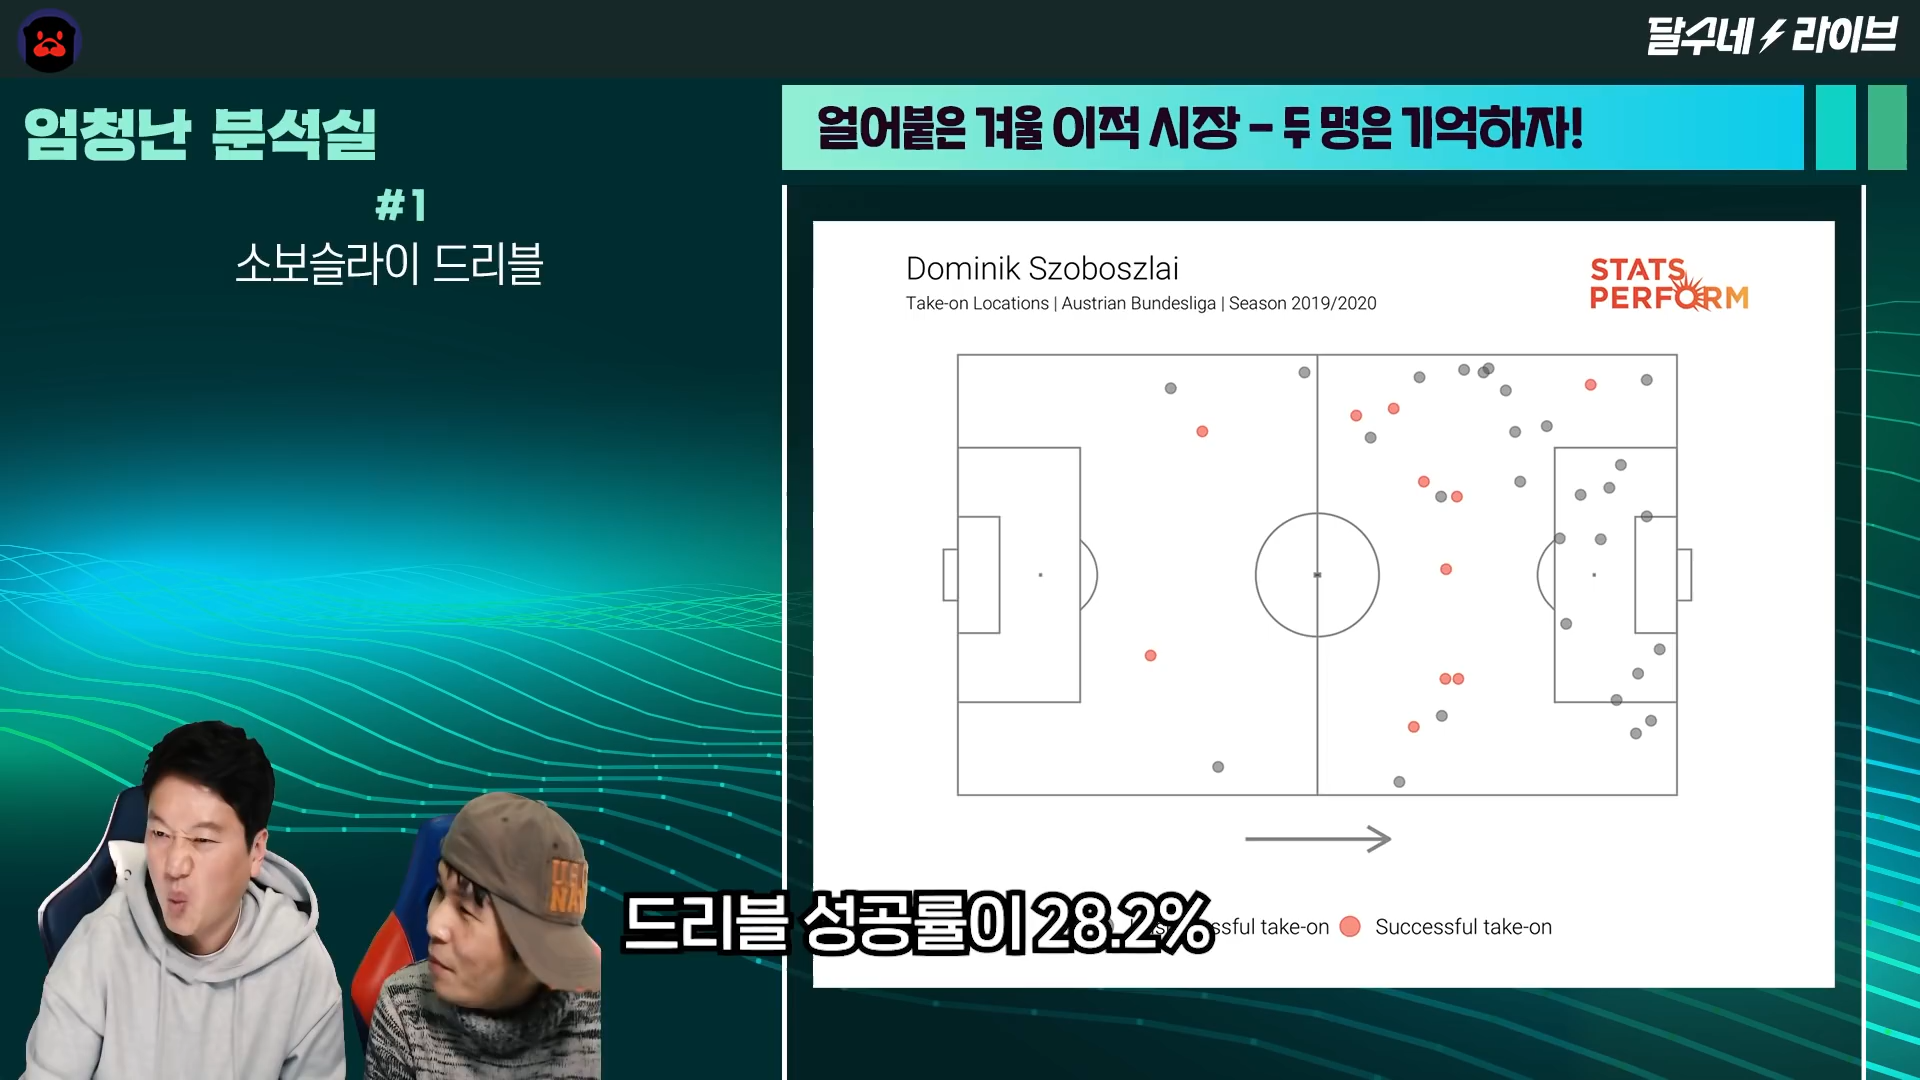 달수네 라이브
엄청난 분석실
얼어붙은 겨울 이적 시장 - 두 명은 기억하자!
#1
소보슬라이 드리블
Dominik Szoboszlai
Take-on Locations | Austrian Bundesliga | Season 2019/2020
STATS
PERFORM
드리블 성공률이 28.2%
take-on
Successful take-on